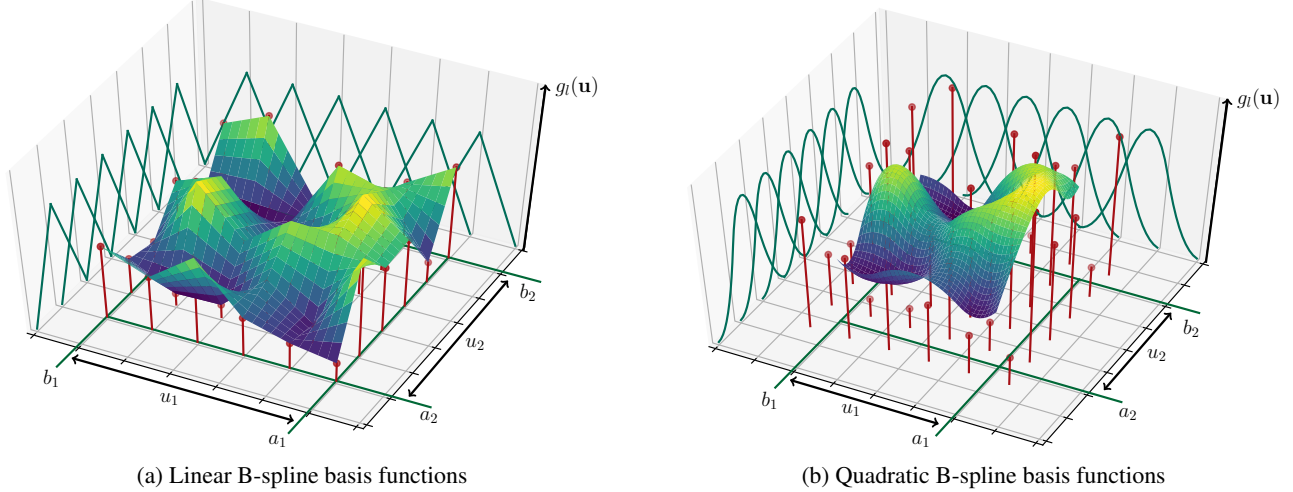 g_l(𝐮)
b_2
u_2
a_2
b_1
u_1
a_1
(a) Linear B-spline basis functions
g_l(𝐮)
b_2
u_2
a_2
b_1
u_1
a_1
(b) Quadratic B-spline basis functions